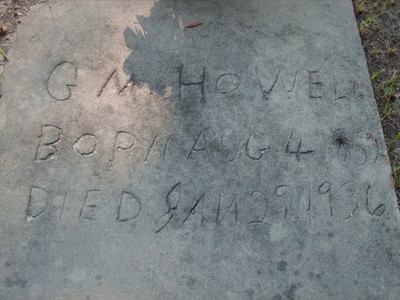 G M HOWELL
BORN AUG 4
DIED JAN 29 1936